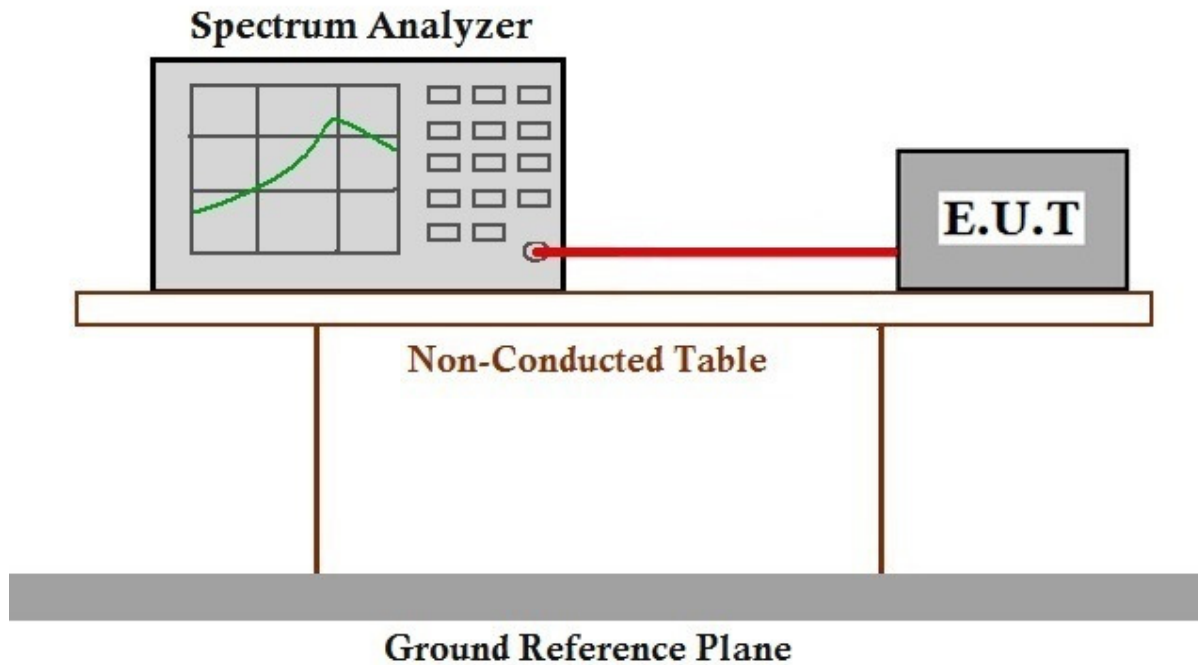 Spectrum Analyzer
E.U.T
Non-Conducted Table
Ground Reference Plane